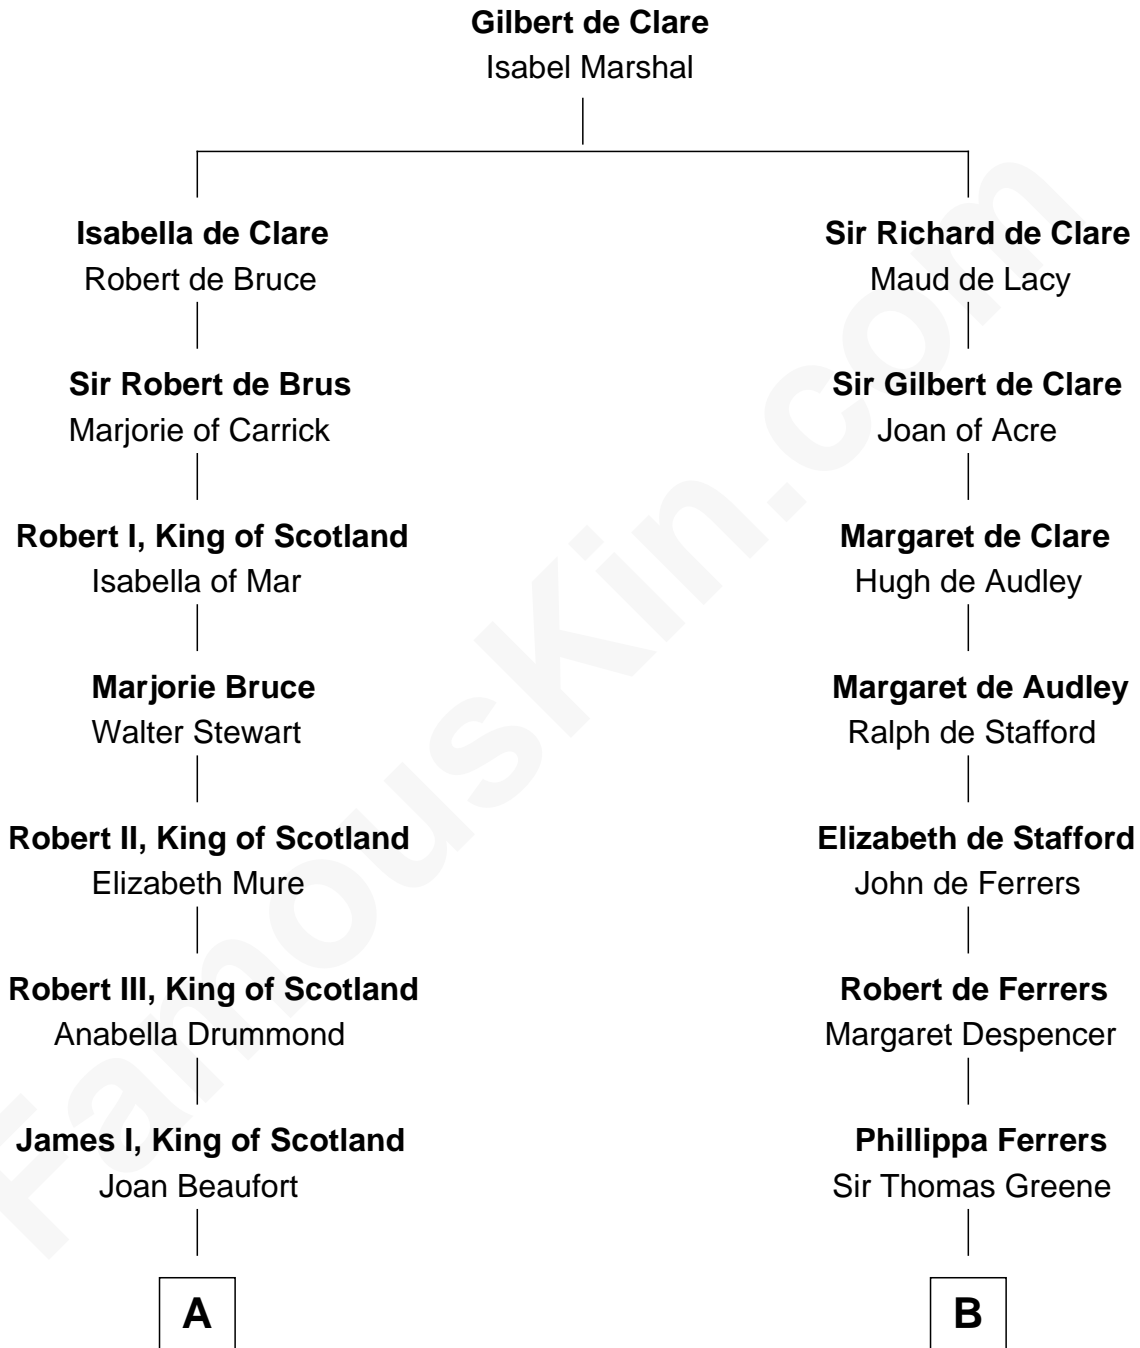 Gilbert de Clare
Isabel Marshal
Isabella de Clare
Robert de Bruce
Sir Richard de Clare
Maud de Lacy
Sir Robert de Brus
Marjorie of Carrick
Sir Gilbert de Clare
Joan of Acre
Robert I, King of Scotland
Isabella of Mar
Margaret de Clare
Hugh de Audley
Marjorie Bruce
Walter Stewart
Margaret de Audley
Ralph de Stafford
Robert II, King of Scotland
Elizabeth Mure
Elizabeth de Stafford
John de Ferrers
Robert III, King of Scotland
Anabella Drummond
Robert de Ferrers
Margaret Despencer
James I, King of Scotland
Joan Beaufort
Phillippa Ferrers
Sir Thomas Greene
A
B
FamousKin.com